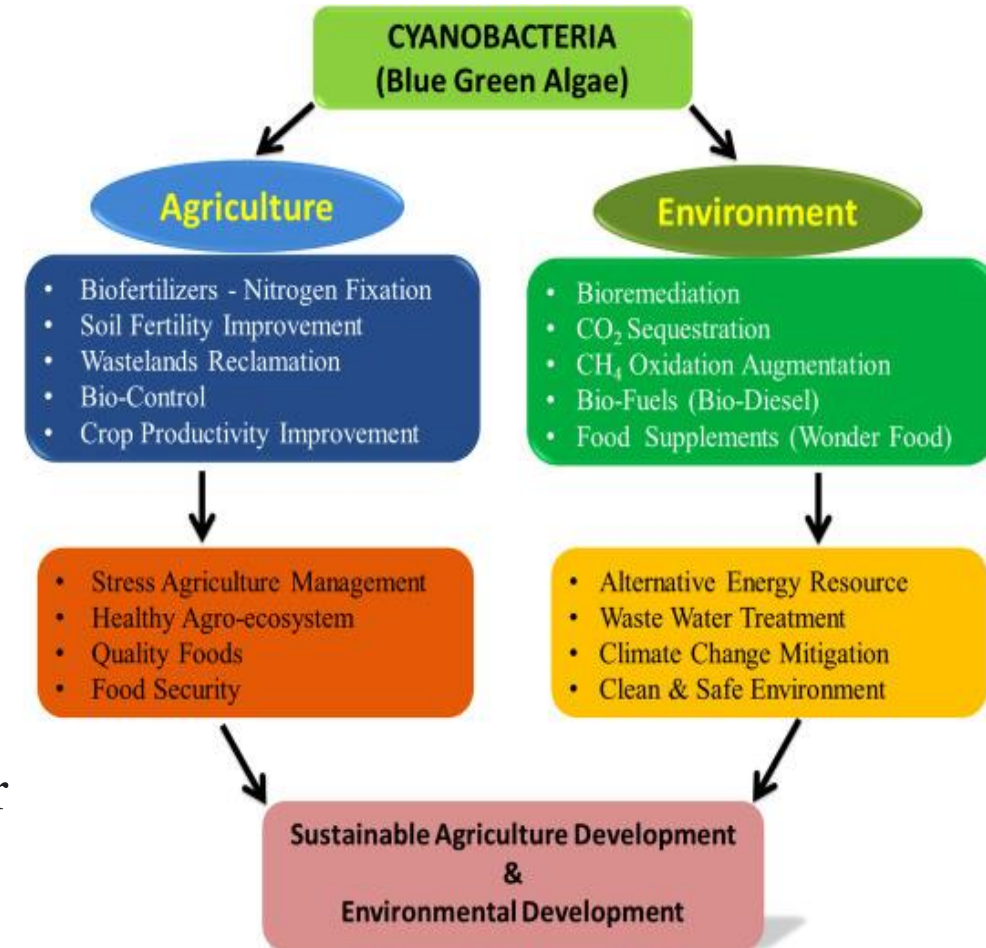 CYANOBACTERIA
(Blue Green Algae)
Agriculture
• Biofertilizers - Nitrogen Fixation
• Soil Fertility Improvement
• Wastelands Reclamation
• Bio-Control
• Crop Productivity Improvement
• Stress Agriculture Management
• Healthy Agro-ecosystem
• Quality Foods
• Food Security
Environment
• Bioremediation
• CO₂ Sequestration
• CH₄ Oxidation Augmentation
• Bio-Fuels (Bio-Diesel)
• Food Supplements (Wonder Food)
• Alternative Energy Resource
• Waste Water Treatment
• Climate Change Mitigation
• Clean & Safe Environment
r
Sustainable Agriculture Development
&
Environmental Development